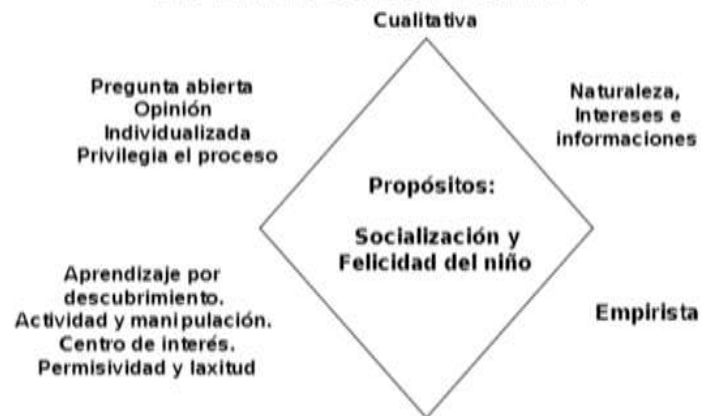 Cualitativa
Pregunta abierta
Opinión
Individualizada
Privilegia el proceso
Naturaleza,
Intereses e
informaciones
Propósitos:
Socialización y
Felicidad del niño
Aprendizaje por
descubrimiento.
Actividad y manipulación.
Centro de interés.
Permisividad y laxitud
Empirista